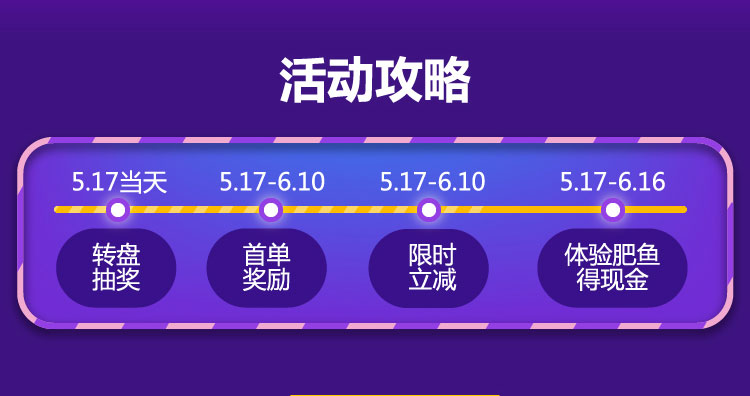 活动攻略
5.17当天
5.17-6.10
5.17-6.10
5.17-6.16
转盘
抽奖
首单
奖励
限时
立减
体验肥鱼
得现金